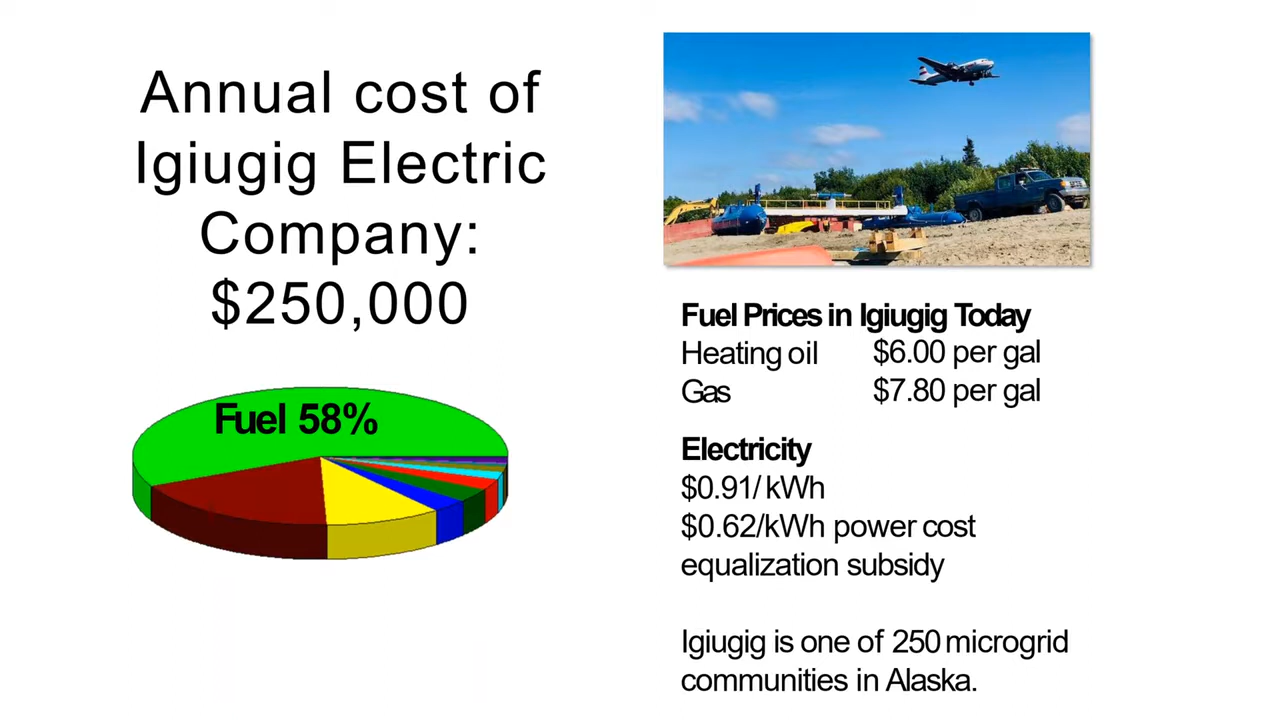 Annual cost of
Igiugig Electric
Company:
$250,000
Fuel 58%
Fuel Prices in Igiugig Today
Heating oil $6.00 per gal
Gas $7.80 per gal
Electricity
$0.91/ kWh
$0.62/kWh power cost
equalization subsidy
Igiugig is one of 250 microgrid
communities in Alaska.